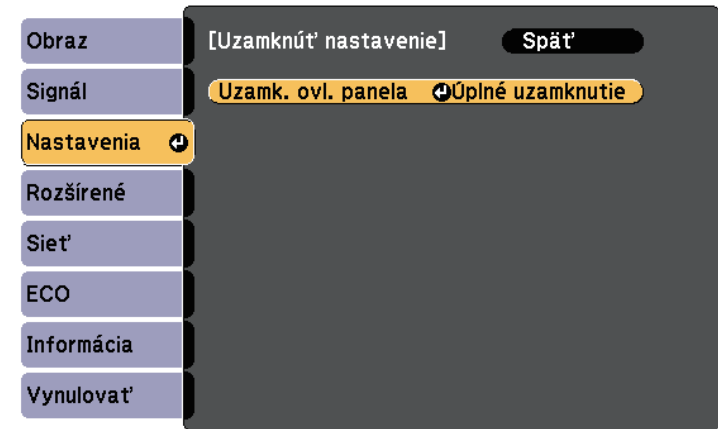 Obraz
Signál
Nastavenia
Rozšírené
Sieť
ECO
Informácia
Vynulovať
[Uzamknúť nastavenie] Späť
Uzamk. ovl. panela Úplné uzamknutie